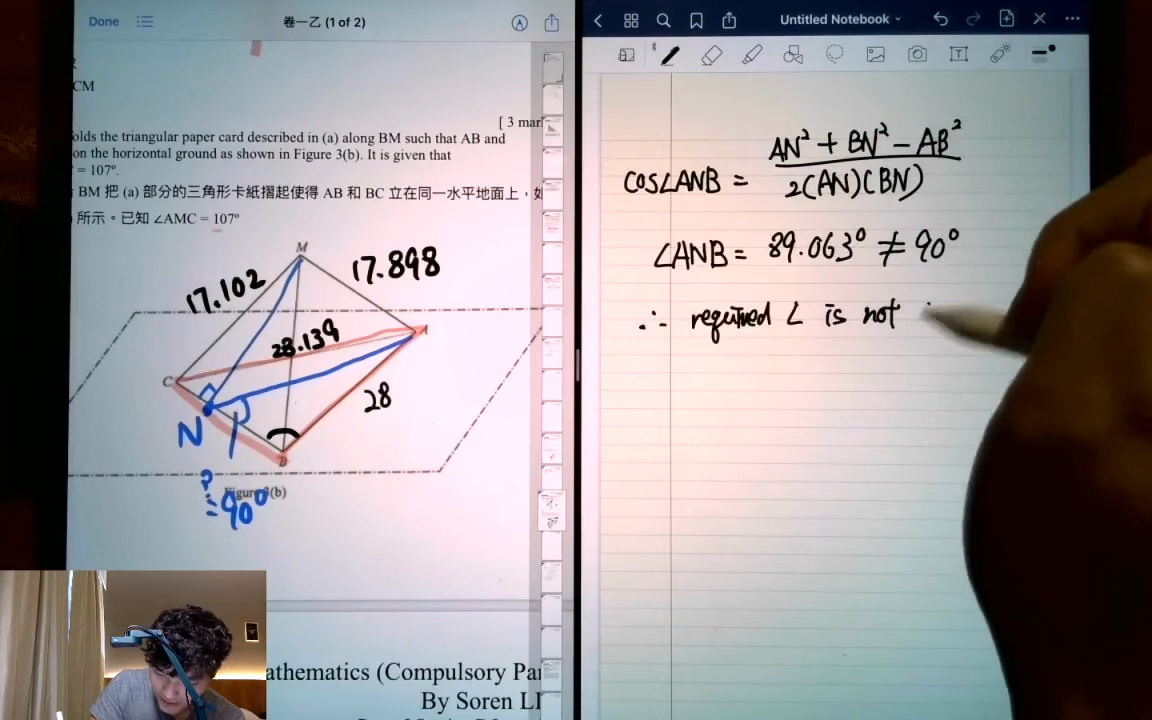 Done
卷一乙 (1 of 2)
Untitled Notebook
CM
[ 3 mar
olds the triangular paper card described in (a) along BM such that AB and
on the horizontal ground as shown in Figure 3(b). It is given that
= 107º.
BM 把 (a) 部分的三角形卡紙摺起使得 AB 和 BC 立在同一水平地面上，如
所示。已知 ∠AMC = 107º
M
17.102
17.898
28.139
C
28
N
B
? = 90°
igure 3(b)
cos∠ANB = AN² + BN² − AB² / 2(AN)(BN)
∠ANB = 89.063° ≠ 90°
∴ required ∠ is not
athematics (Compulsory Pa
By Soren LI